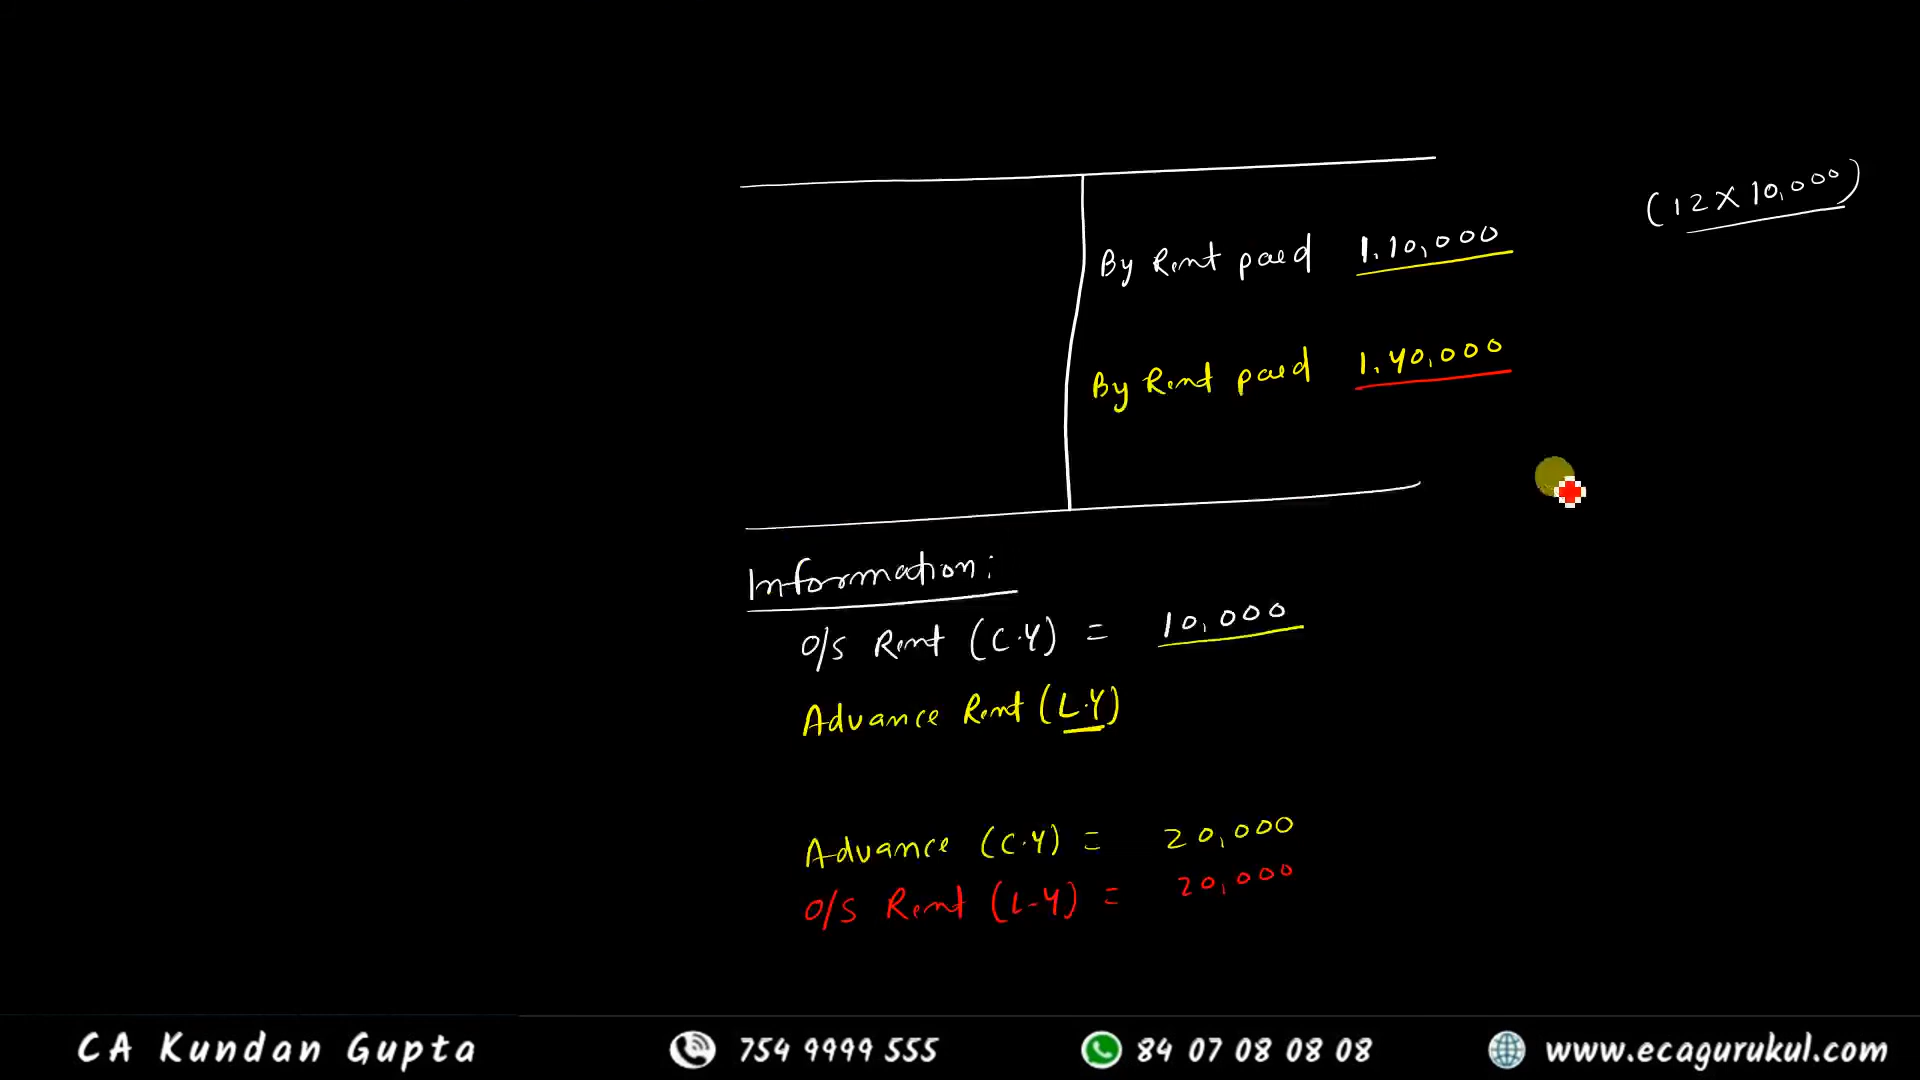 (12 X 10,000)
By Rent paid 1,10,000
By Rent paid 1,40,000
Information:
O/S Rent (C.Y) = 10,000
Advance Rent (L.Y)
Advance (C.Y) = 20,000
O/S Rent (L-Y) = 20,000
CA Kundan Gupta 754 9999 555 84 07 08 08 08 www.ecagurukul.com